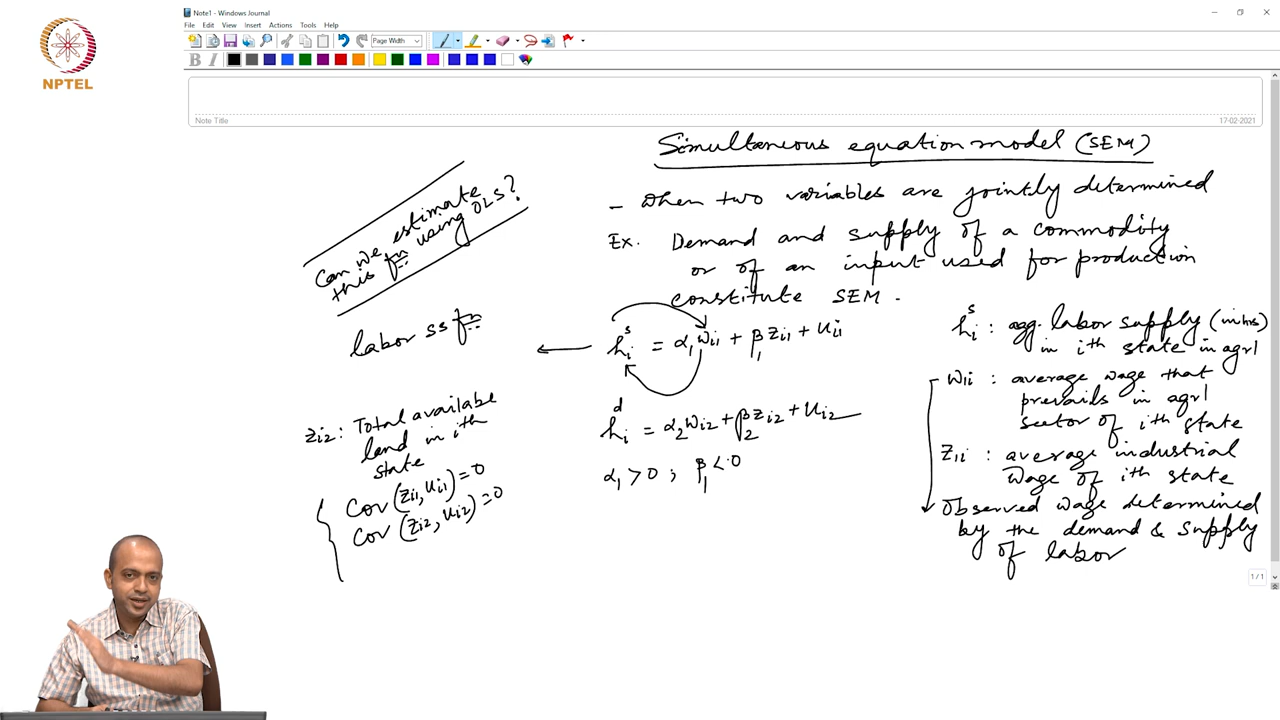 Note1 - Windows Journal
File Edit View Insert Actions Tools Help
Page Width
B I
NPTEL
Note Title
17-02-2021
Simultaneous equation model (SEM)
- When two variables are jointly determined
Ex. Demand and supply of a commodity
or of an input used for production
constitute SEM.
Can we estimate
this fn using OLS?
labor ss fn
h_i^s = α_1 w_i1 + β_1 z_i1 + u_i1
h_i^d = α_2 w_i2 + β_2 z_i2 + u_i2
α_1 > 0 ; β_1 < 0
z_i2 : Total available
land in ith
state
Cov (z_i1, u_i1) = 0
Cov (z_i2, u_i2) = 0
h_i^s : agg. labor supply (in hrs)
in ith state in agrl
w_1i : average wage that
prevails in agrl
sector of ith state
z_1i : average industrial
wage of ith state
Observed wage determined
by the demand & supply
of labor
1/1